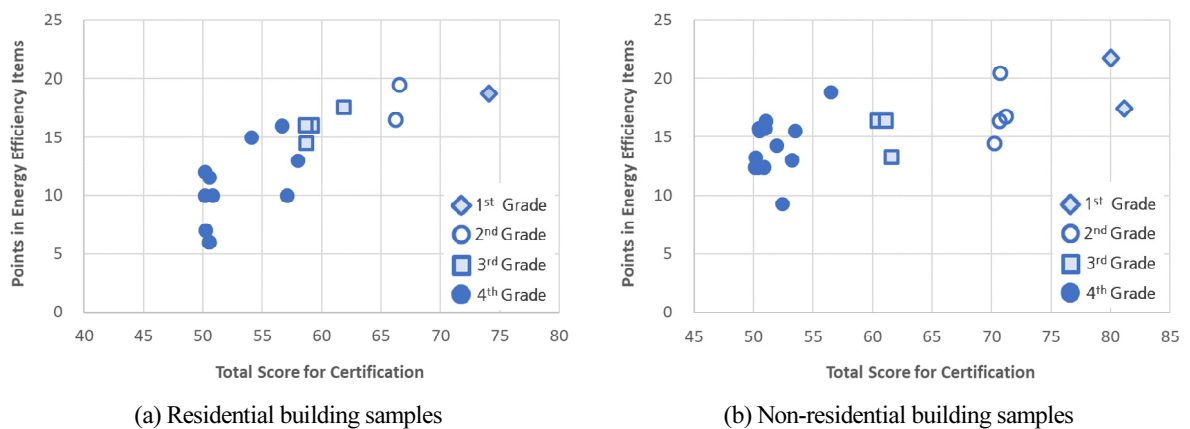 Points in Energy Efficiency Items
25
20
15
10
5
0
40 45 50 55 60 65 70 75 80
Total Score for Certification
1st Grade
2nd Grade
3rd Grade
4th Grade
(a) Residential building samples
Points in Energy Efficiency Items
25
20
15
10
5
0
45 50 55 60 65 70 75 80 85
Total Score for Certification
1st Grade
2nd Grade
3rd Grade
4th Grade
(b) Non-residential building samples